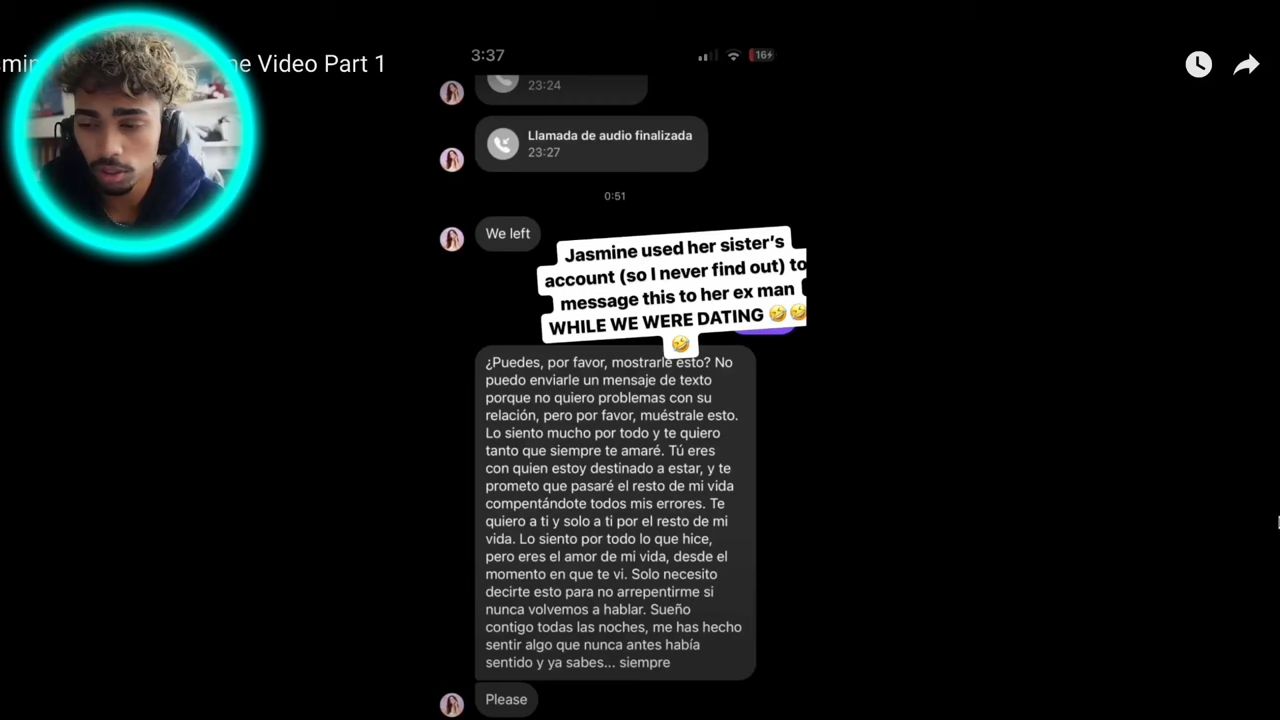 3:37
16
ne Video Part 1
23:24
Llamada de audio finalizada
23:27
0:51
We left
Jasmine used her sister's
account (so I never find out) to
message this to her ex man
WHILE WE WERE DATING 🤣🤣
🤣
¿Puedes, por favor, mostrarle esto? No
puedo enviarle un mensaje de texto
porque no quiero problemas con su
relación, pero por favor, muéstrale esto.
Lo siento mucho por todo y te quiero
tanto que siempre te amaré. Tú eres
con quien estoy destinado a estar, y te
prometo que pasaré el resto de mi vida
compentándote todos mis errores. Te
quiero a ti y solo a ti por el resto de mi
vida. Lo siento por todo lo que hice,
pero eres el amor de mi vida, desde el
momento en que te vi. Solo necesito
decirte esto para no arrepentirme si
nunca volvemos a hablar. Sueño
contigo todas las noches, me has hecho
sentir algo que nunca antes había
sentido y ya sabes... siempre
Please